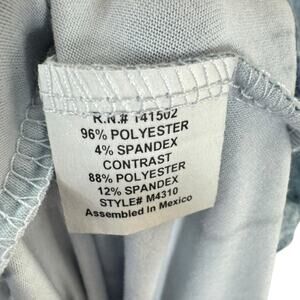 R.N.# 141502
96% POLYESTER
4% SPANDEX
CONTRAST
88% POLYESTER
12% SPANDEX
STYLE# M4310
Assembled In Mexico